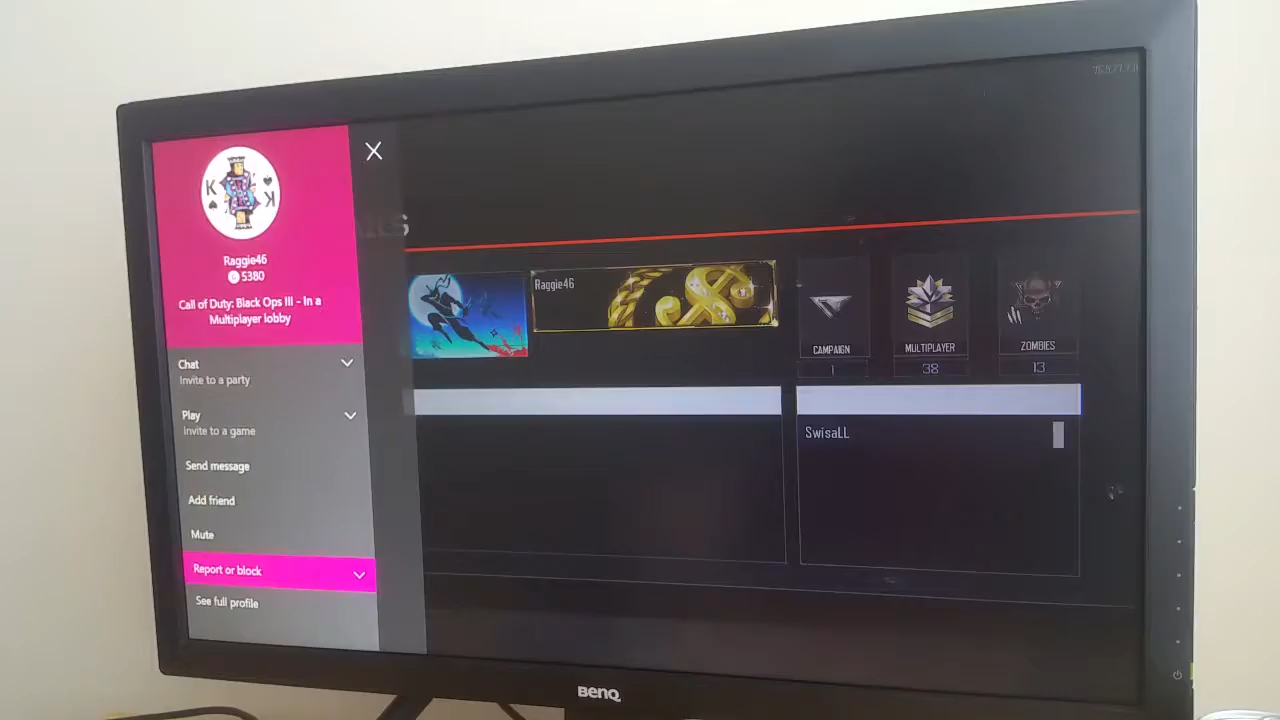 K
K
Raggie46
G 5380
Call of Duty: Black Ops III - In a
Multiplayer lobby
Chat
Invite to a party
Play
Invite to a game
Send message
Add friend
Mute
Report or block
See full profile
Raggie46
CAMPAIGN
1
MULTIPLAYER
38
ZOMBIES
13
SwisaLL
BenQ